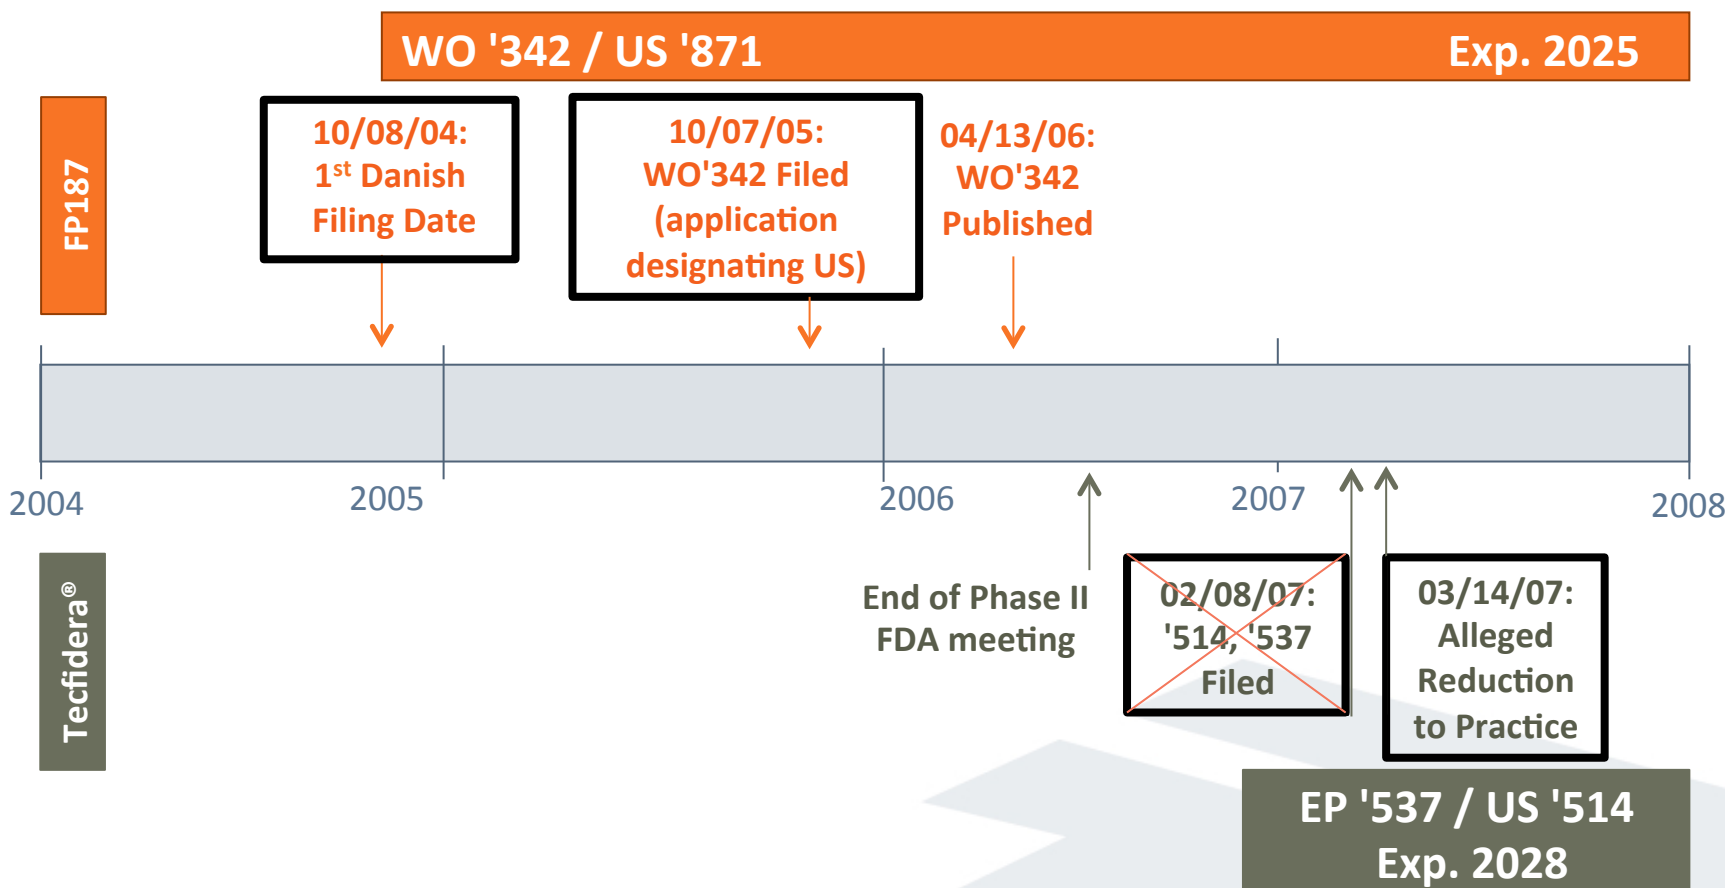 WO '342 / US '871 Exp. 2025
FP187
10/08/04:
1st Danish
Filing Date
10/07/05:
WO'342 Filed
(application
designating US)
04/13/06:
WO'342
Published
2004 2005 2006 2007 2008
Tecfidera®
End of Phase II
FDA meeting
02/08/07:
'514, '537
Filed
03/14/07:
Alleged
Reduction
to Practice
EP '537 / US '514
Exp. 2028